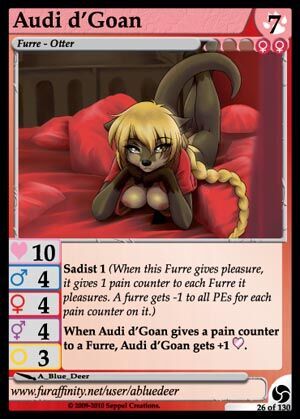 Audi d'Goan
7
Furre - Otter
10
4
4
4
3
Sadist 1 (When this Furre gives pleasure,
it gives 1 pain counter to each Furre it
pleasures. A furre gets -1 to all PEs for each
pain counter on it.)
When Audi d'Goan gives a pain counter
to a Furre, Audi d'Goan gets +1 ♡.
A_Blue_Deer
www.furaffinity.net/user/abluedeer
© 2009-2010 Seppel Creations.
26 of 130